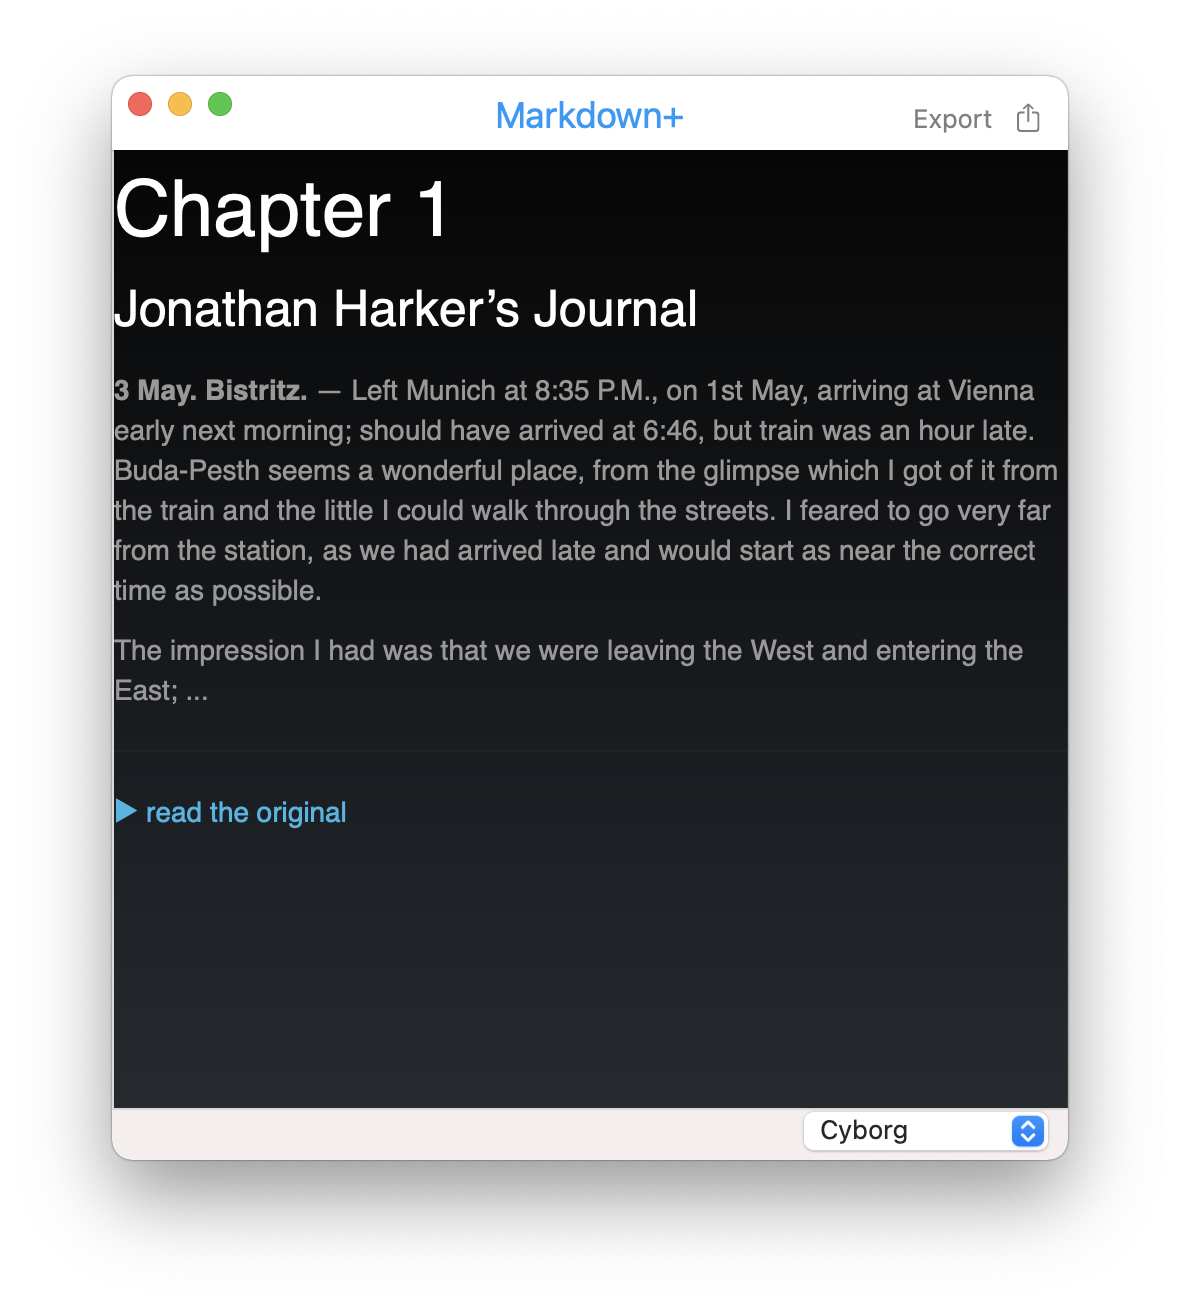 Markdown+
Export
Chapter 1
Jonathan Harker’s Journal
3 May. Bistritz. — Left Munich at 8:35 P.M., on 1st May, arriving at Vienna
early next morning; should have arrived at 6:46, but train was an hour late.
Buda-Pesth seems a wonderful place, from the glimpse which I got of it from
the train and the little I could walk through the streets. I feared to go very far
from the station, as we had arrived late and would start as near the correct
time as possible.
The impression I had was that we were leaving the West and entering the
East; ...
read the original
Cyborg